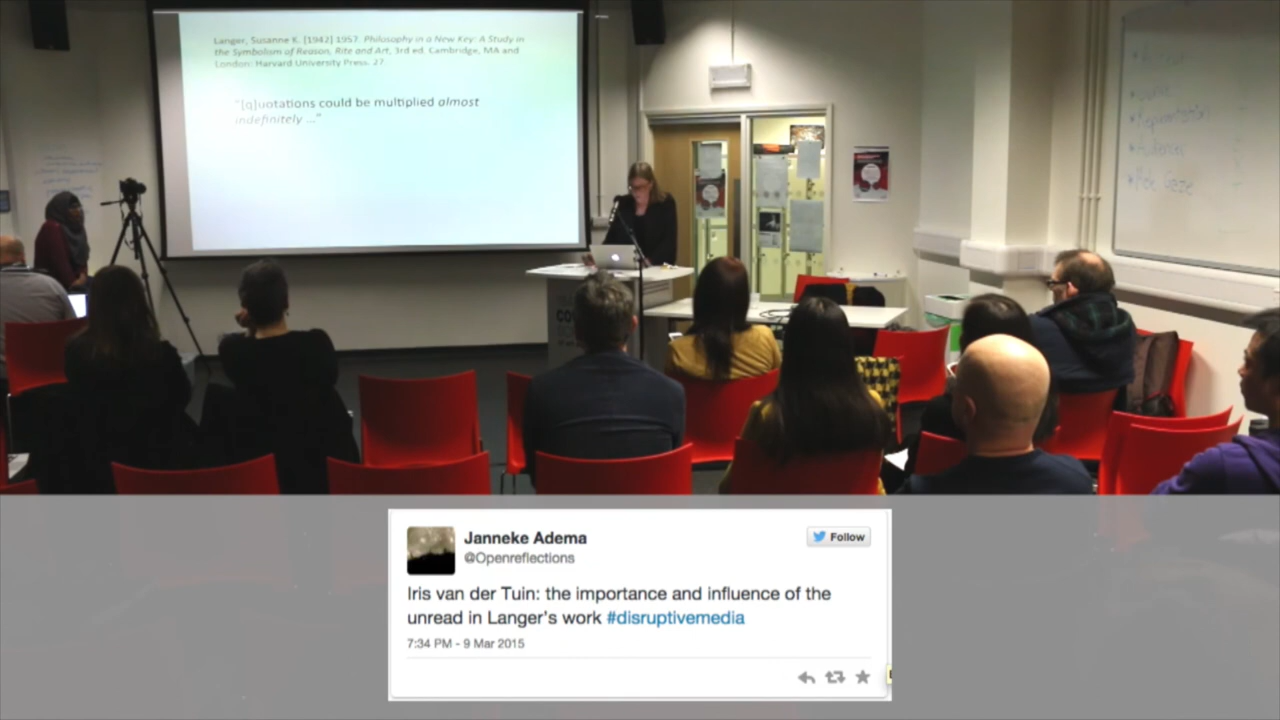 Langer, Susanne K. [1942] 1957. Philosophy in a New Key: A Study in
the Symbolism of Reason, Rite and Art, 3rd ed. Cambridge, MA and
London: Harvard University Press. 27.
"[q]uotations could be multiplied almost
indefinitely ..."
Janneke Adema
@Openreflections
Follow
Iris van der Tuin: the importance and influence of the
unread in Langer's work #disruptivemedia
7:34 PM - 9 Mar 2015